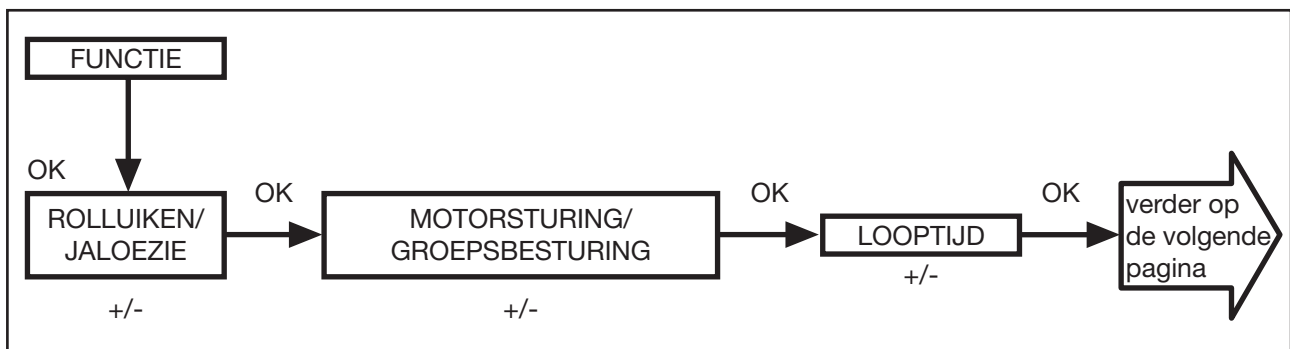 FUNCTIE
OK
ROLLUIKEN/
JALOEZIE
+/-
OK
MOTORSTURING/
GROEPSBESTURING
+/-
OK
LOOPTIJD
+/-
OK
verder op
de volgende
pagina